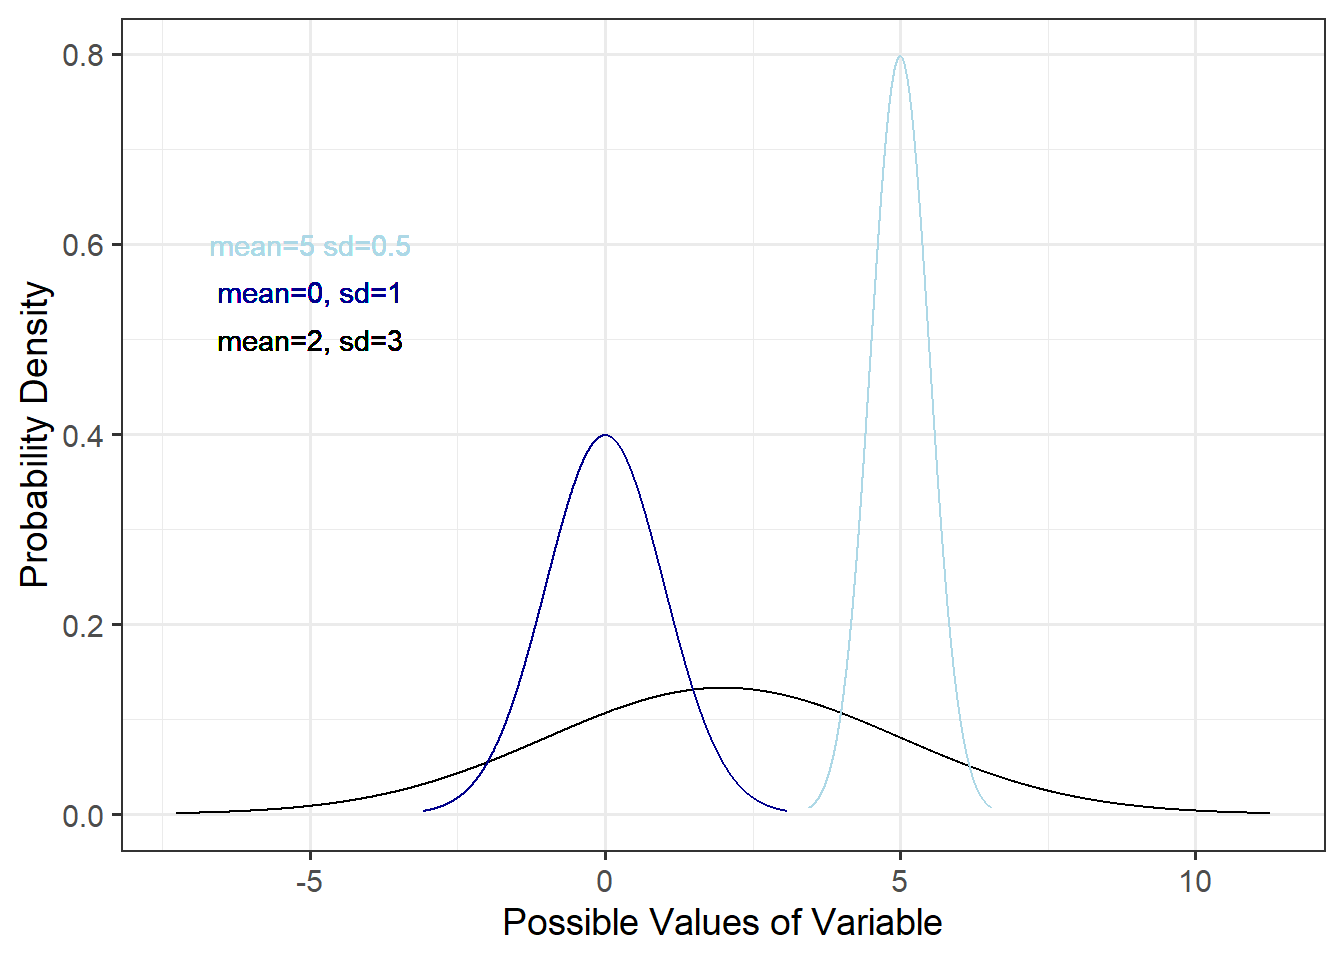 0.8
0.6
0.4
0.2
0.0
Probability Density
mean=5 sd=0.5
mean=0, sd=1
mean=2, sd=3
-5
0
5
10
Possible Values of Variable